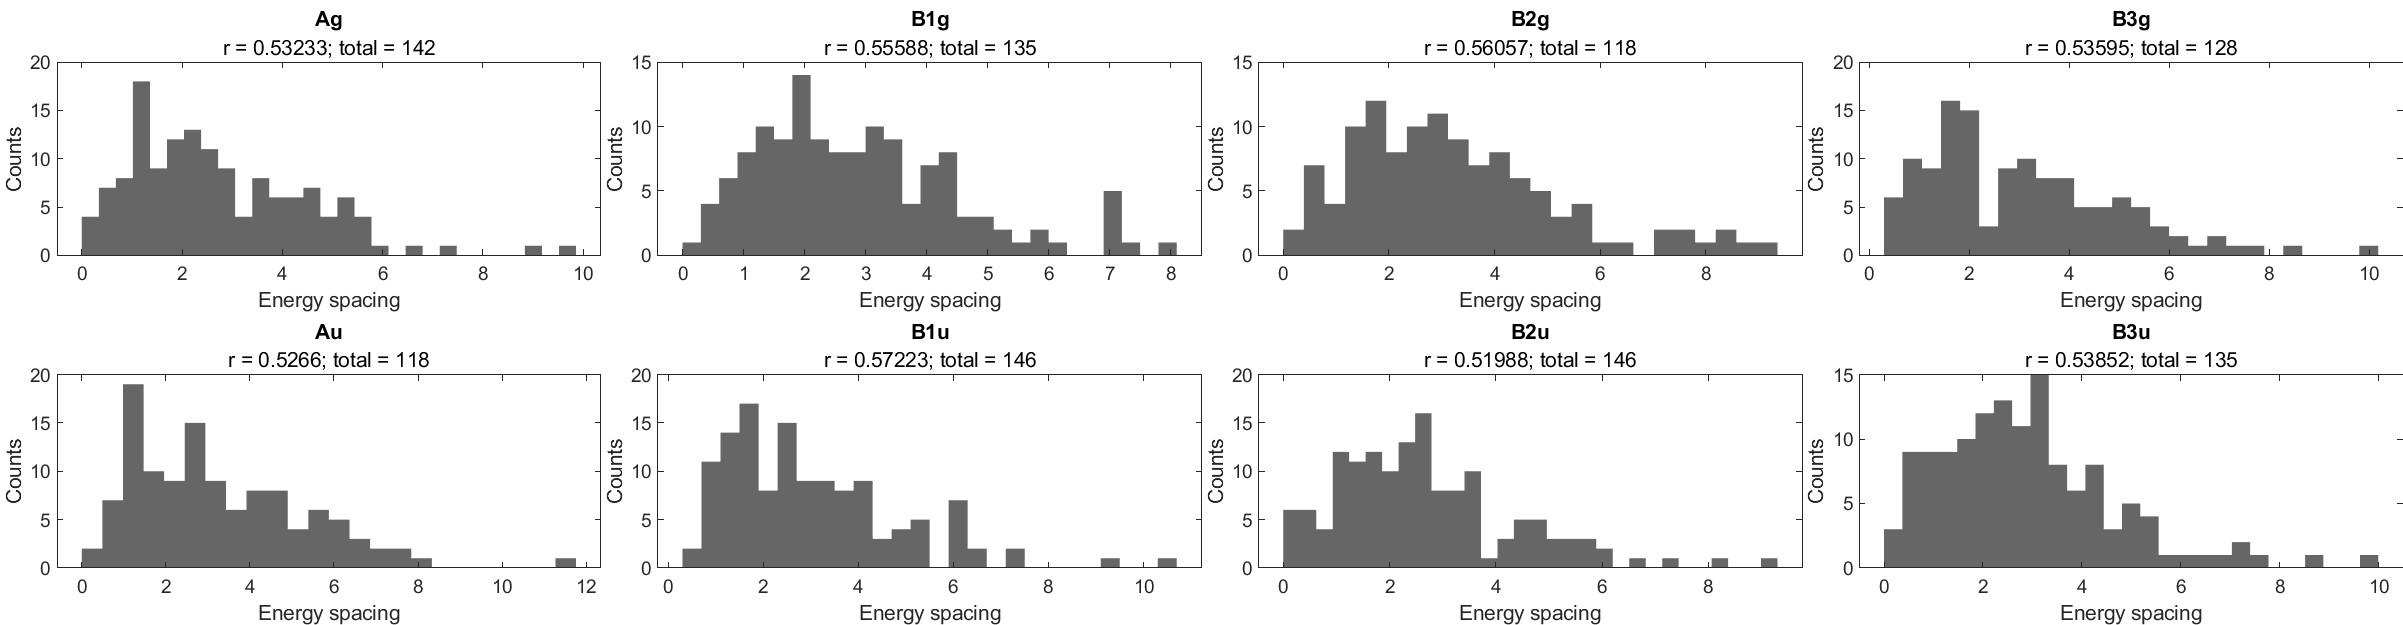 Ag
r = 0.53233; total = 142
20
15
10
5
0
Counts
0 2 4 6 8 10
Energy spacing
B1g
r = 0.55588; total = 135
15
10
5
0
Counts
0 1 2 3 4 5 6 7 8
Energy spacing
B2g
r = 0.56057; total = 118
15
10
5
0
Counts
0 2 4 6 8
Energy spacing
B3g
r = 0.53595; total = 128
20
15
10
5
0
Counts
0 2 4 6 8 10
Energy spacing
Au
r = 0.5266; total = 118
20
15
10
5
0
Counts
0 2 4 6 8 10 12
Energy spacing
B1u
r = 0.57223; total = 146
20
15
10
5
0
Counts
0 2 4 6 8 10
Energy spacing
B2u
r = 0.51988; total = 146
20
15
10
5
0
Counts
0 2 4 6 8
Energy spacing
B3u
r = 0.53852; total = 135
15
10
5
0
Counts
0 2 4 6 8 10
Energy spacing